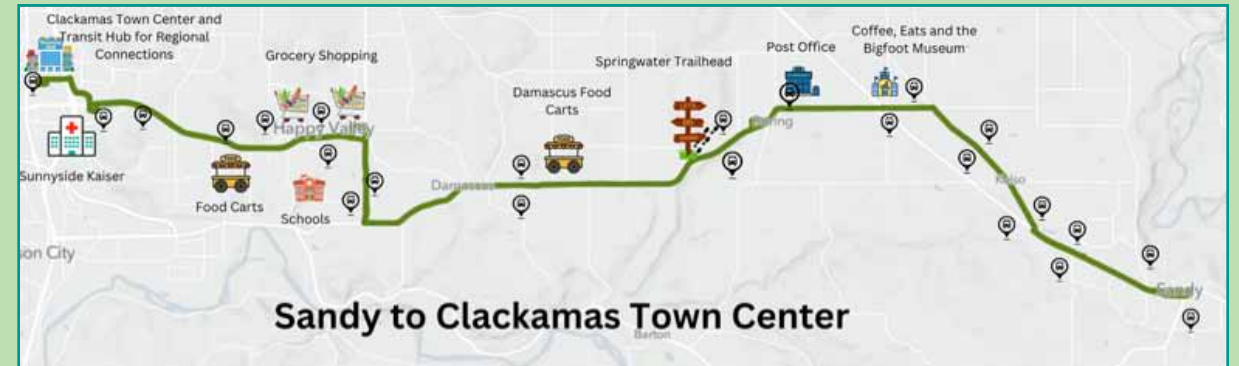 Clackamas Town Center and
Transit Hub for Regional
Connections
Grocery Shopping
Springwater Trailhead
Post Office
Coffee, Eats and the
Bigfoot Museum
Damascus Food
Carts
Happy Valley
Boring
Sunnyside Kaiser
Food Carts
Schools
Damascus
Kelso
son City
Sandy
Sandy to Clackamas Town Center
Barton